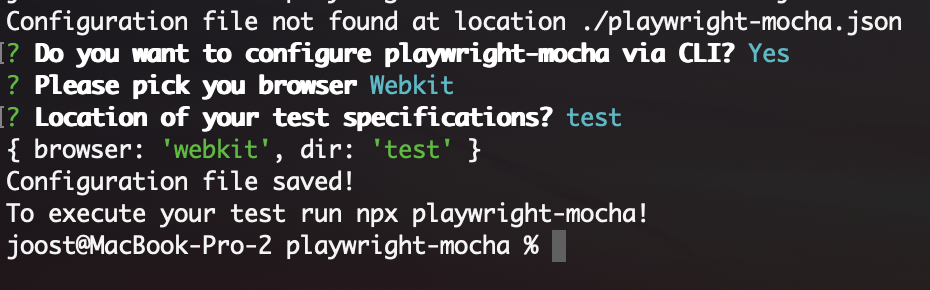 Configuration file not found at location ./playwright-mocha.json
? Do you want to configure playwright-mocha via CLI? Yes
? Please pick you browser Webkit
? Location of your test specifications? test
{ browser: 'webkit', dir: 'test' }
Configuration file saved!
To execute your test run npx playwright-mocha!
joost@MacBook-Pro-2 playwright-mocha %